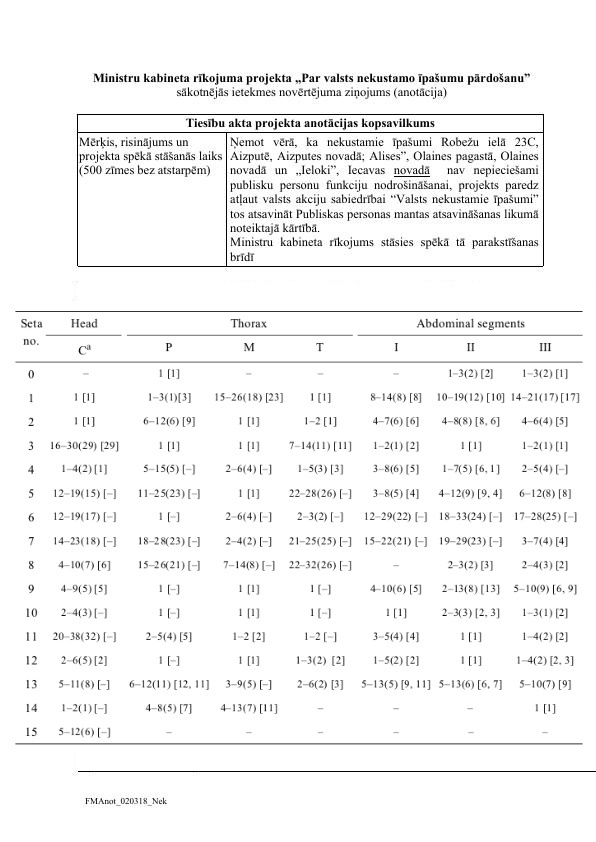 Ministru kabineta rīkojuma projekta „Par valsts nekustamo īpašumu pārdošanu”
sākotnējās ietekmes novērtējuma ziņojums (anotācija)
Tiesību akta projekta anotācijas kopsavilkums
Mērķis, risinājums un
projekta spēkā stāšanās laiks
(500 zīmes bez atstarpēm)
Ņemot vērā, ka nekustamie īpašumi Robežu ielā 23C,
Aizputē, Aizputes novadā; Alises”, Olaines pagastā, Olaines
novadā un „Ieloki”, Iecavas novadā nav nepieciešami
publisku personu funkciju nodrošināšanai, projekts paredz
atļaut valsts akciju sabiedrībai “Valsts nekustamie īpašumi”
tos atsavināt Publiskas personas mantas atsavināšanas likumā
noteiktajā kārtībā.
Ministru kabineta rīkojums stāsies spēkā tā parakstīšanas
brīdī
Seta no. Head Thorax Abdominal segments
Cª P M T I II III
0 – 1 [1] – – – 1–3(2) [2] 1–3(2) [1]
1 1 [1] 1–3(1)[3] 15–26(18) [23] 1 [1] 8–14(8) [8] 10–19(12) [10] 14–21(17) [17]
2 1 [1] 6–12(6) [9] 1 [1] 1–2 [1] 4–7(6) [6] 4–8(8) [8, 6] 4–6(4) [5]
3 16–30(29) [29] 1 [1] 1 [1] 7–14(11) [11] 1–2(1) [2] 1 [1] 1–2(1) [1]
4 1–4(2) [1] 5–15(5) [–] 2–6(4) [–] 1–5(3) [3] 3–8(6) [5] 1–7(5) [6, 1] 2–5(4) [–]
5 12–19(15) [–] 11–25(23) [–] 1 [1] 22–28(26) [–] 3–8(5) [4] 4–12(9) [9, 4] 6–12(8) [8]
6 12–19(17) [–] 1 [–] 2–6(4) [–] 2–3(2) [–] 12–29(22) [–] 18–33(24) [–] 17–28(25) [–]
7 14–23(18) [–] 18–28(23) [–] 2–4(2) [–] 21–25(25) [–] 15–22(21) [–] 19–29(23) [–] 3–7(4) [4]
8 4–10(7) [6] 15–26(21) [–] 7–14(8) [–] 22–32(26) [–] – 2–3(2) [3] 2–4(3) [2]
9 4–9(5) [5] 1 [–] 1 [1] 1 [–] 4–10(6) [5] 2–13(8) [13] 5–10(9) [6, 9]
10 2–4(3) [–] 1 [–] 1 [1] 1 [–] 1 [1] 2–3(3) [2, 3] 1–3(1) [2]
11 20–38(32) [–] 2–5(4) [5] 1–2 [2] 1–2 [–] 3–5(4) [4] 1 [1] 1–4(2) [2]
12 2–6(5) [2] 1 [–] 1 [1] 1–3(2) [2] 1–5(2) [2] 1 [1] 1–4(2) [2, 3]
13 5–11(8) [–] 6–12(11) [12, 11] 3–9(5) [–] 2–6(2) [3] 5–13(5) [9, 11] 5–13(6) [6, 7] 5–10(7) [9]
14 1–2(1) [–] 4–8(5) [7] 4–13(7) [11] – – – 1 [1]
15 5–12(6) [–] – – – – – –
FMAnot_020318_Nek